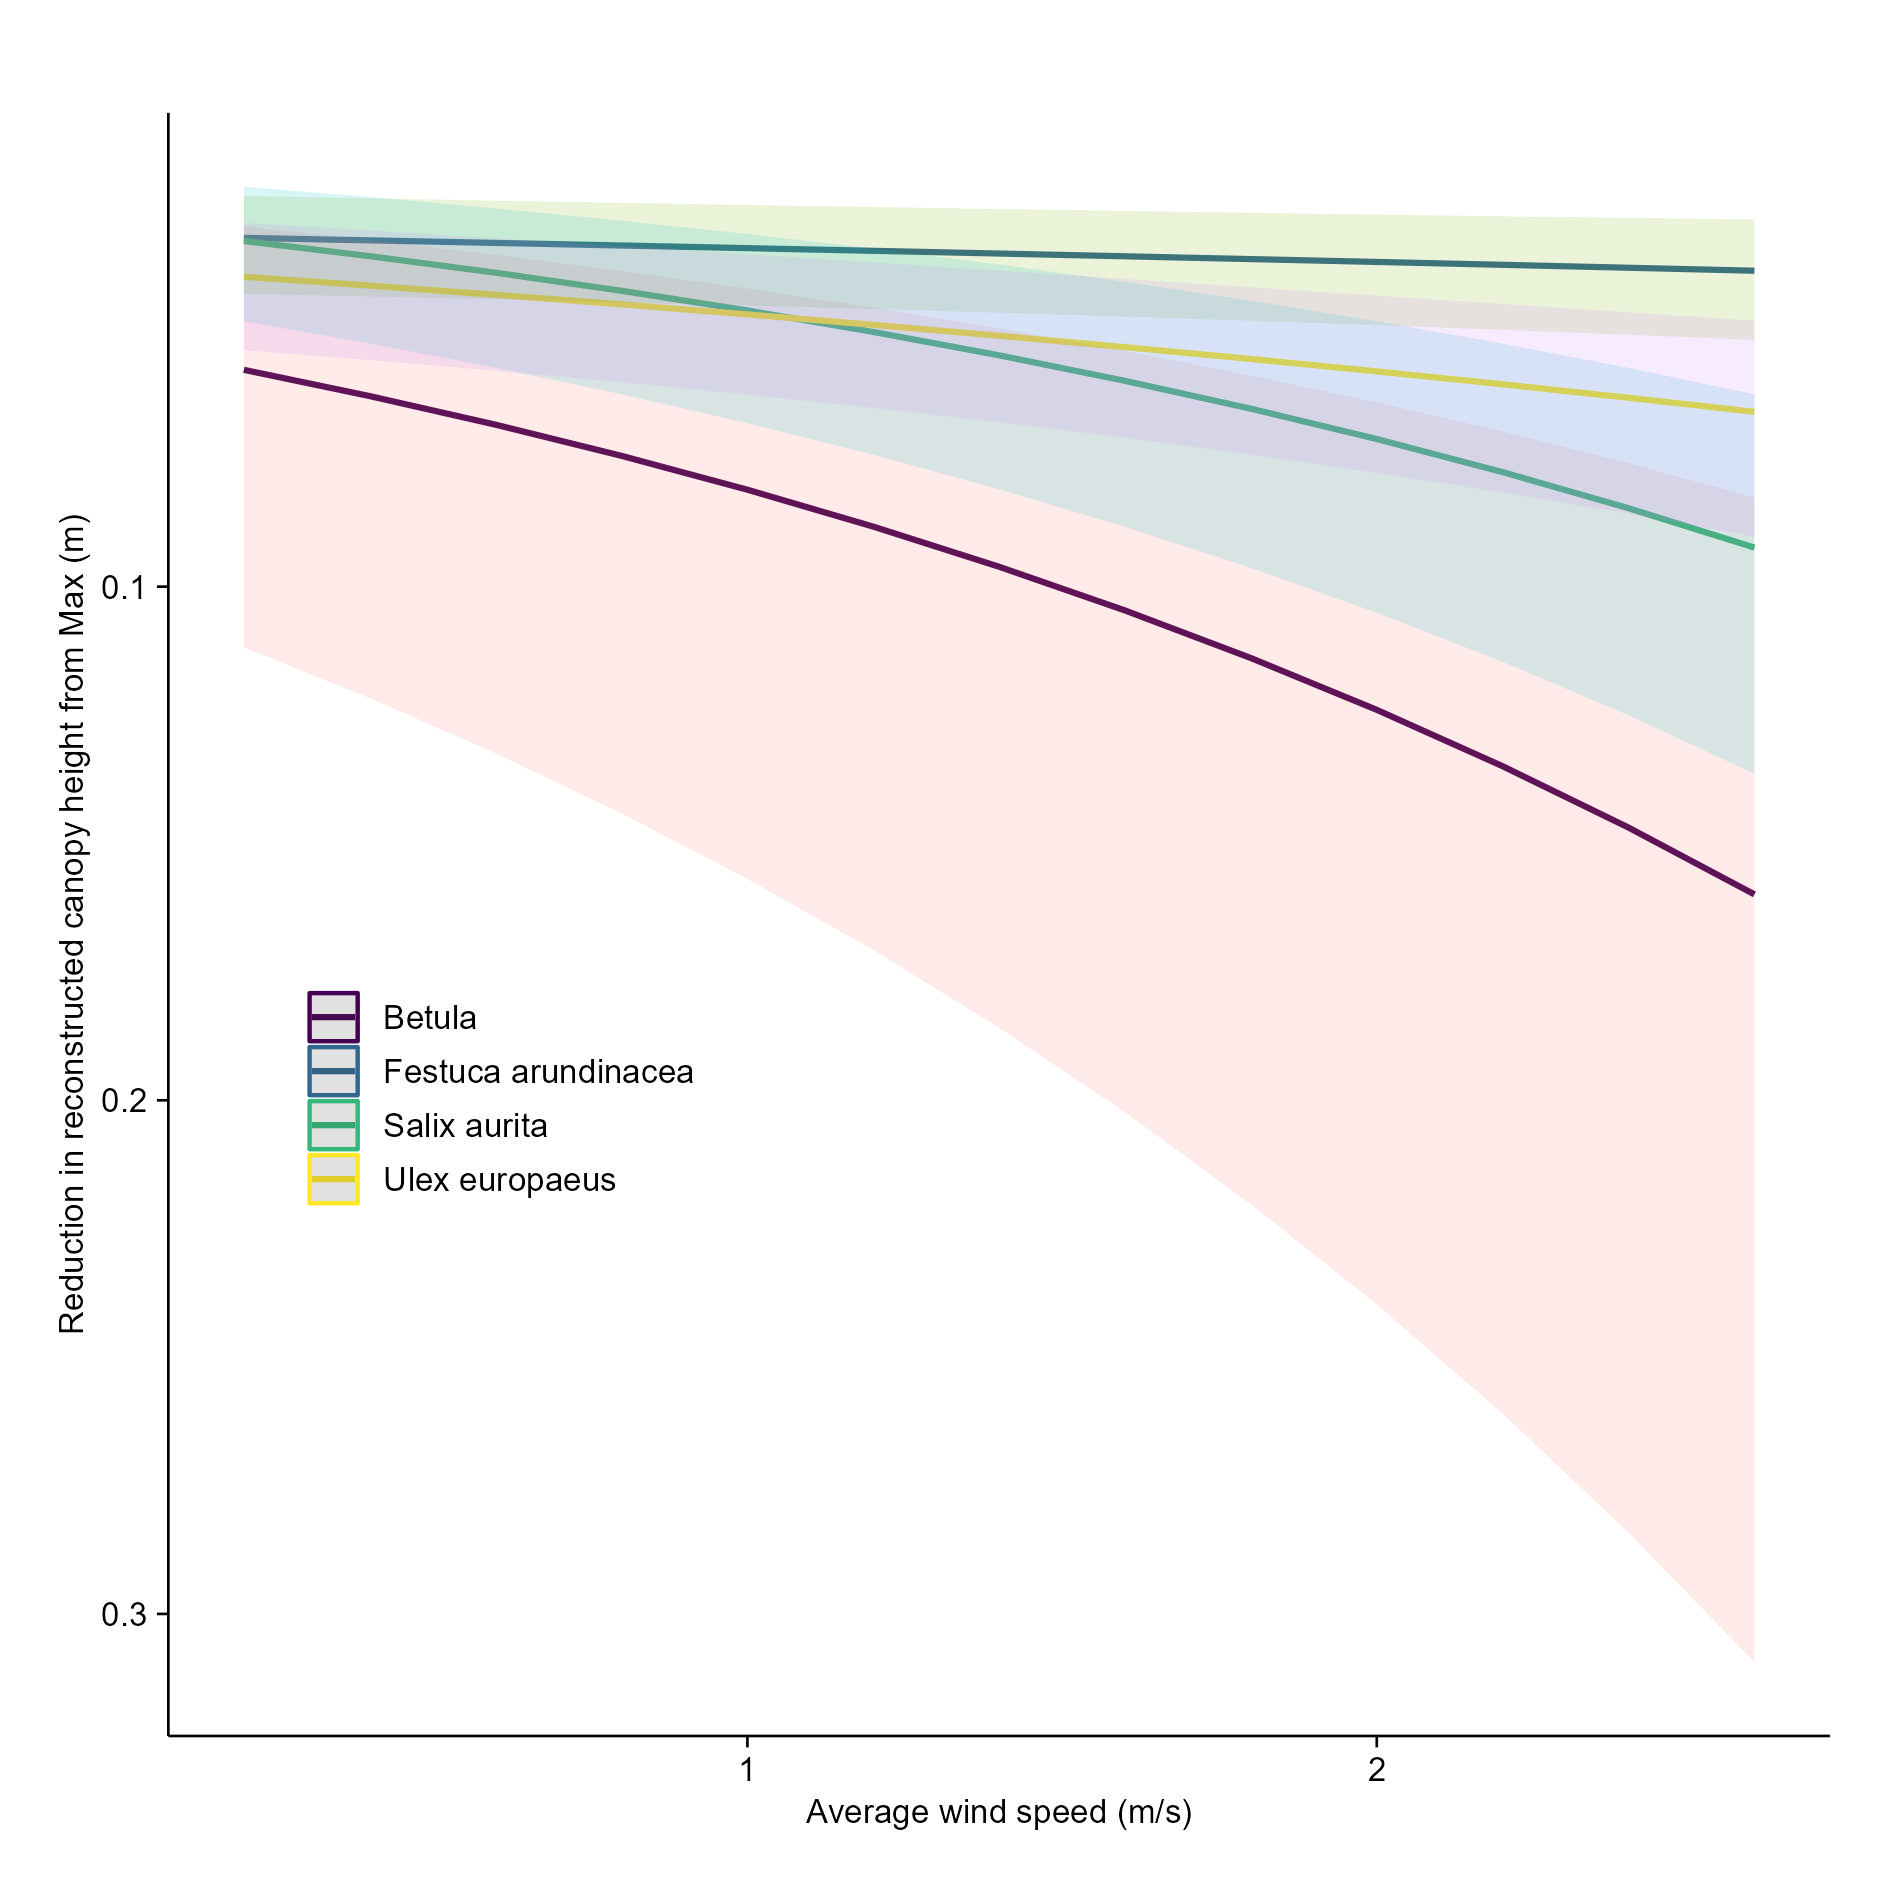 Reduction in reconstructed canopy height from Max (m)
0.1
0.2
0.3
Betula
Festuca arundinacea
Salix aurita
Ulex europaeus
1
2
Average wind speed (m/s)